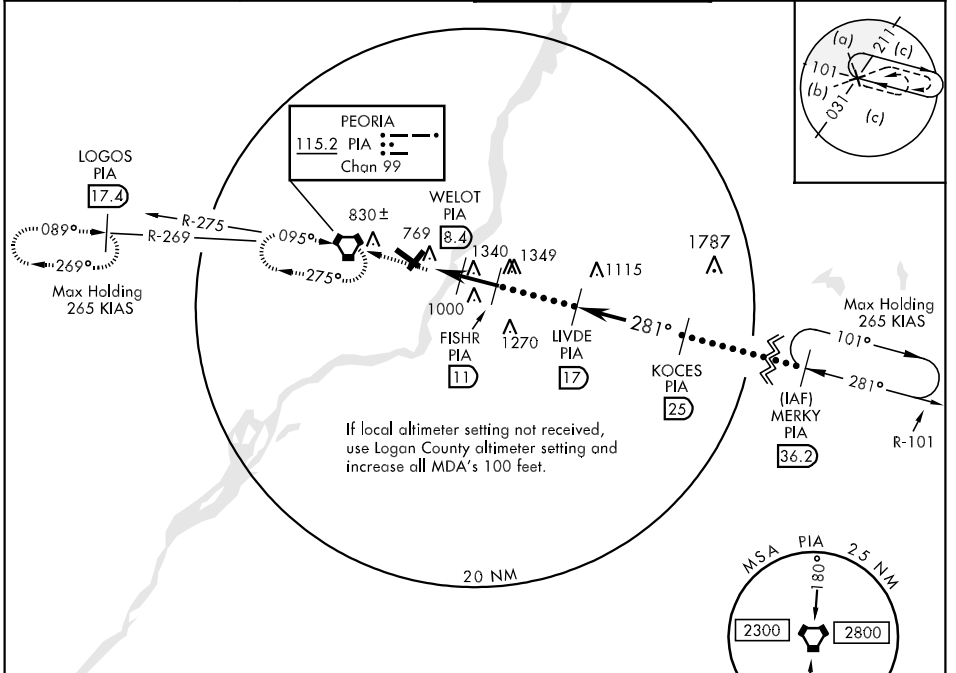 (a)
211
(c)
101
(b)
031
(c)
PEORIA
115.2 PIA
Chan 99
LOGOS
PIA
17.4
WELOT
PIA
8.4
R-275
R-269
089°
269°
095°
275°
830±
769
1340
1349
1115
1787
Max Holding
265 KIAS
Max Holding
265 KIAS
1000
1270
FISHR
PIA
11
LIVDE
PIA
17
281°
KOCES
PIA
25
101°
281°
(IAF)
MERKY
PIA
36.2
R-101
If local altimeter setting not received,
use Logan County altimeter setting and
increase all MDA's 100 feet.
20 NM
MSA PIA 25 NM
180°
2300
2800